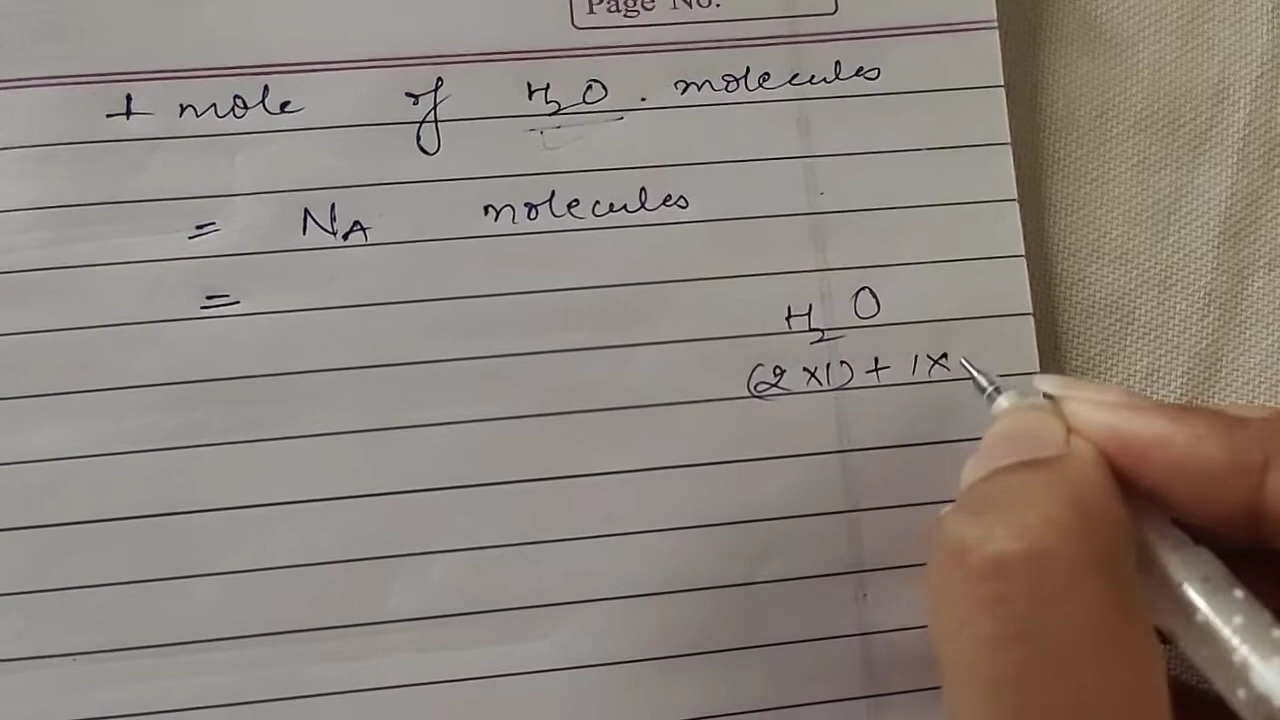 Page No.
1 mole of H₂O. molecules
= NA molecules
=
H₂O
(2×1) + 1×